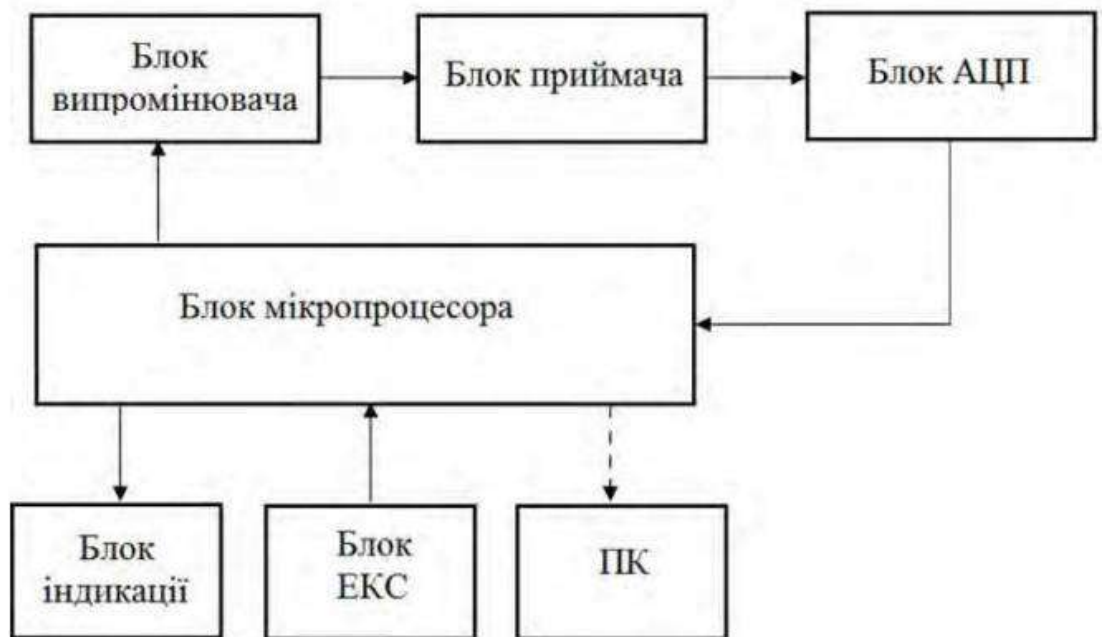 Блок
випромінювача
Блок приймача
Блок АЦП
Блок мікропроцесора
Блок
індикації
Блок
ЕКС
ПК